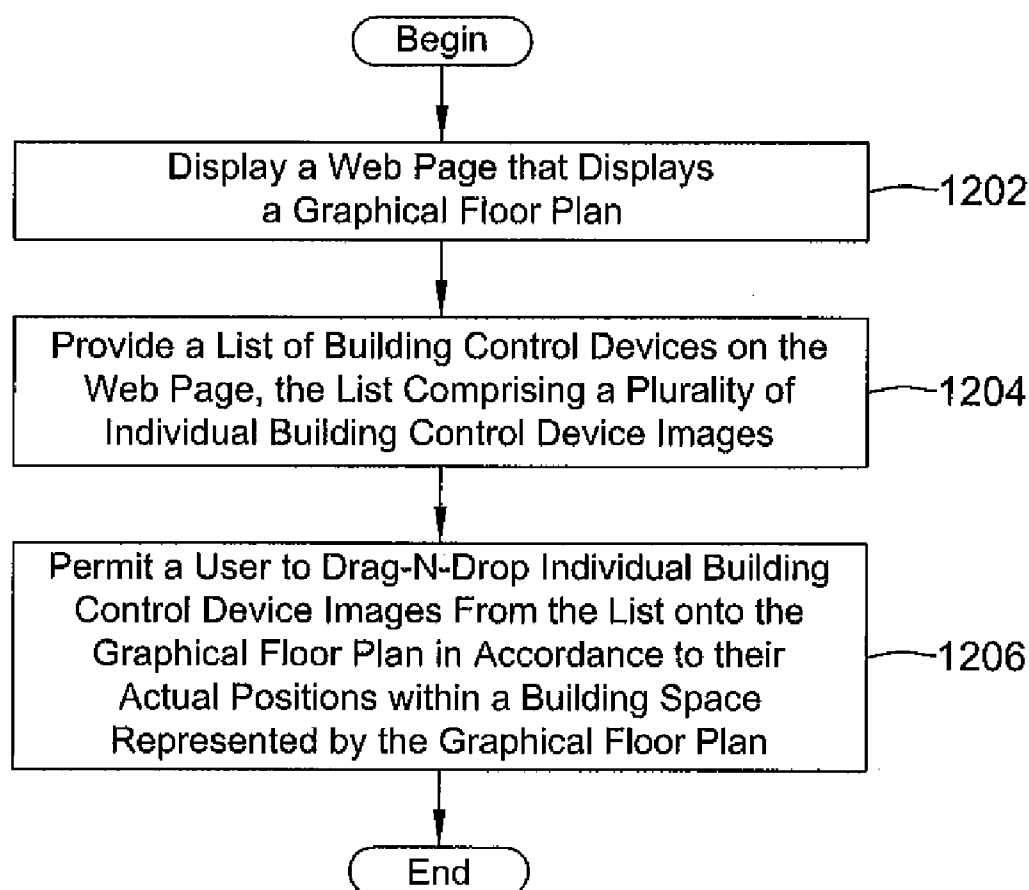 Begin
Display a Web Page that Displays
a Graphical Floor Plan
1202
Provide a List of Building Control Devices on the
Web Page, the List Comprising a Plurality of
Individual Building Control Device Images
1204
Permit a User to Drag-N-Drop Individual Building
Control Device Images From the List onto the
Graphical Floor Plan in Accordance to their
Actual Positions within a Building Space
Represented by the Graphical Floor Plan
1206
End